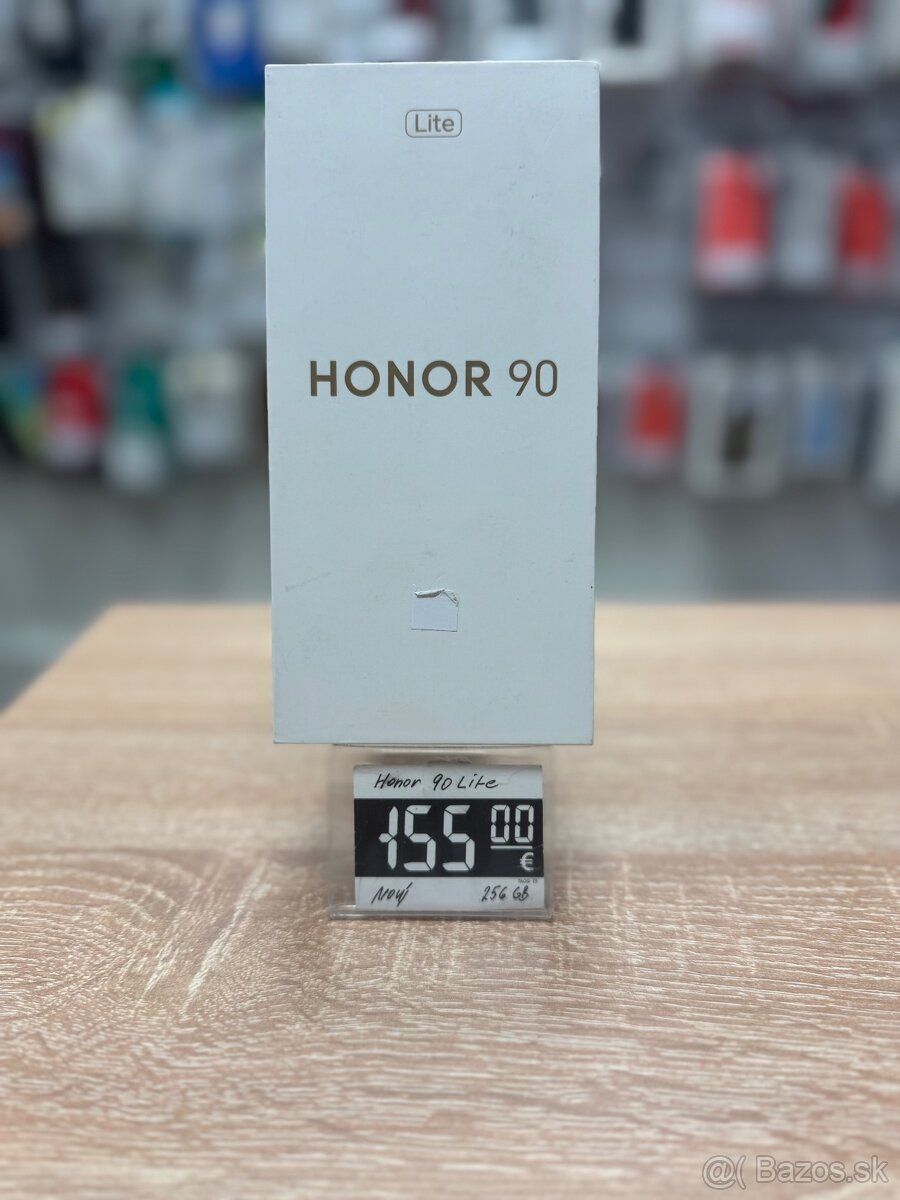 Lite
HONOR 90
Honor 90 Lite
155 00
€
Nový 256 GB
@( Bazos.sk